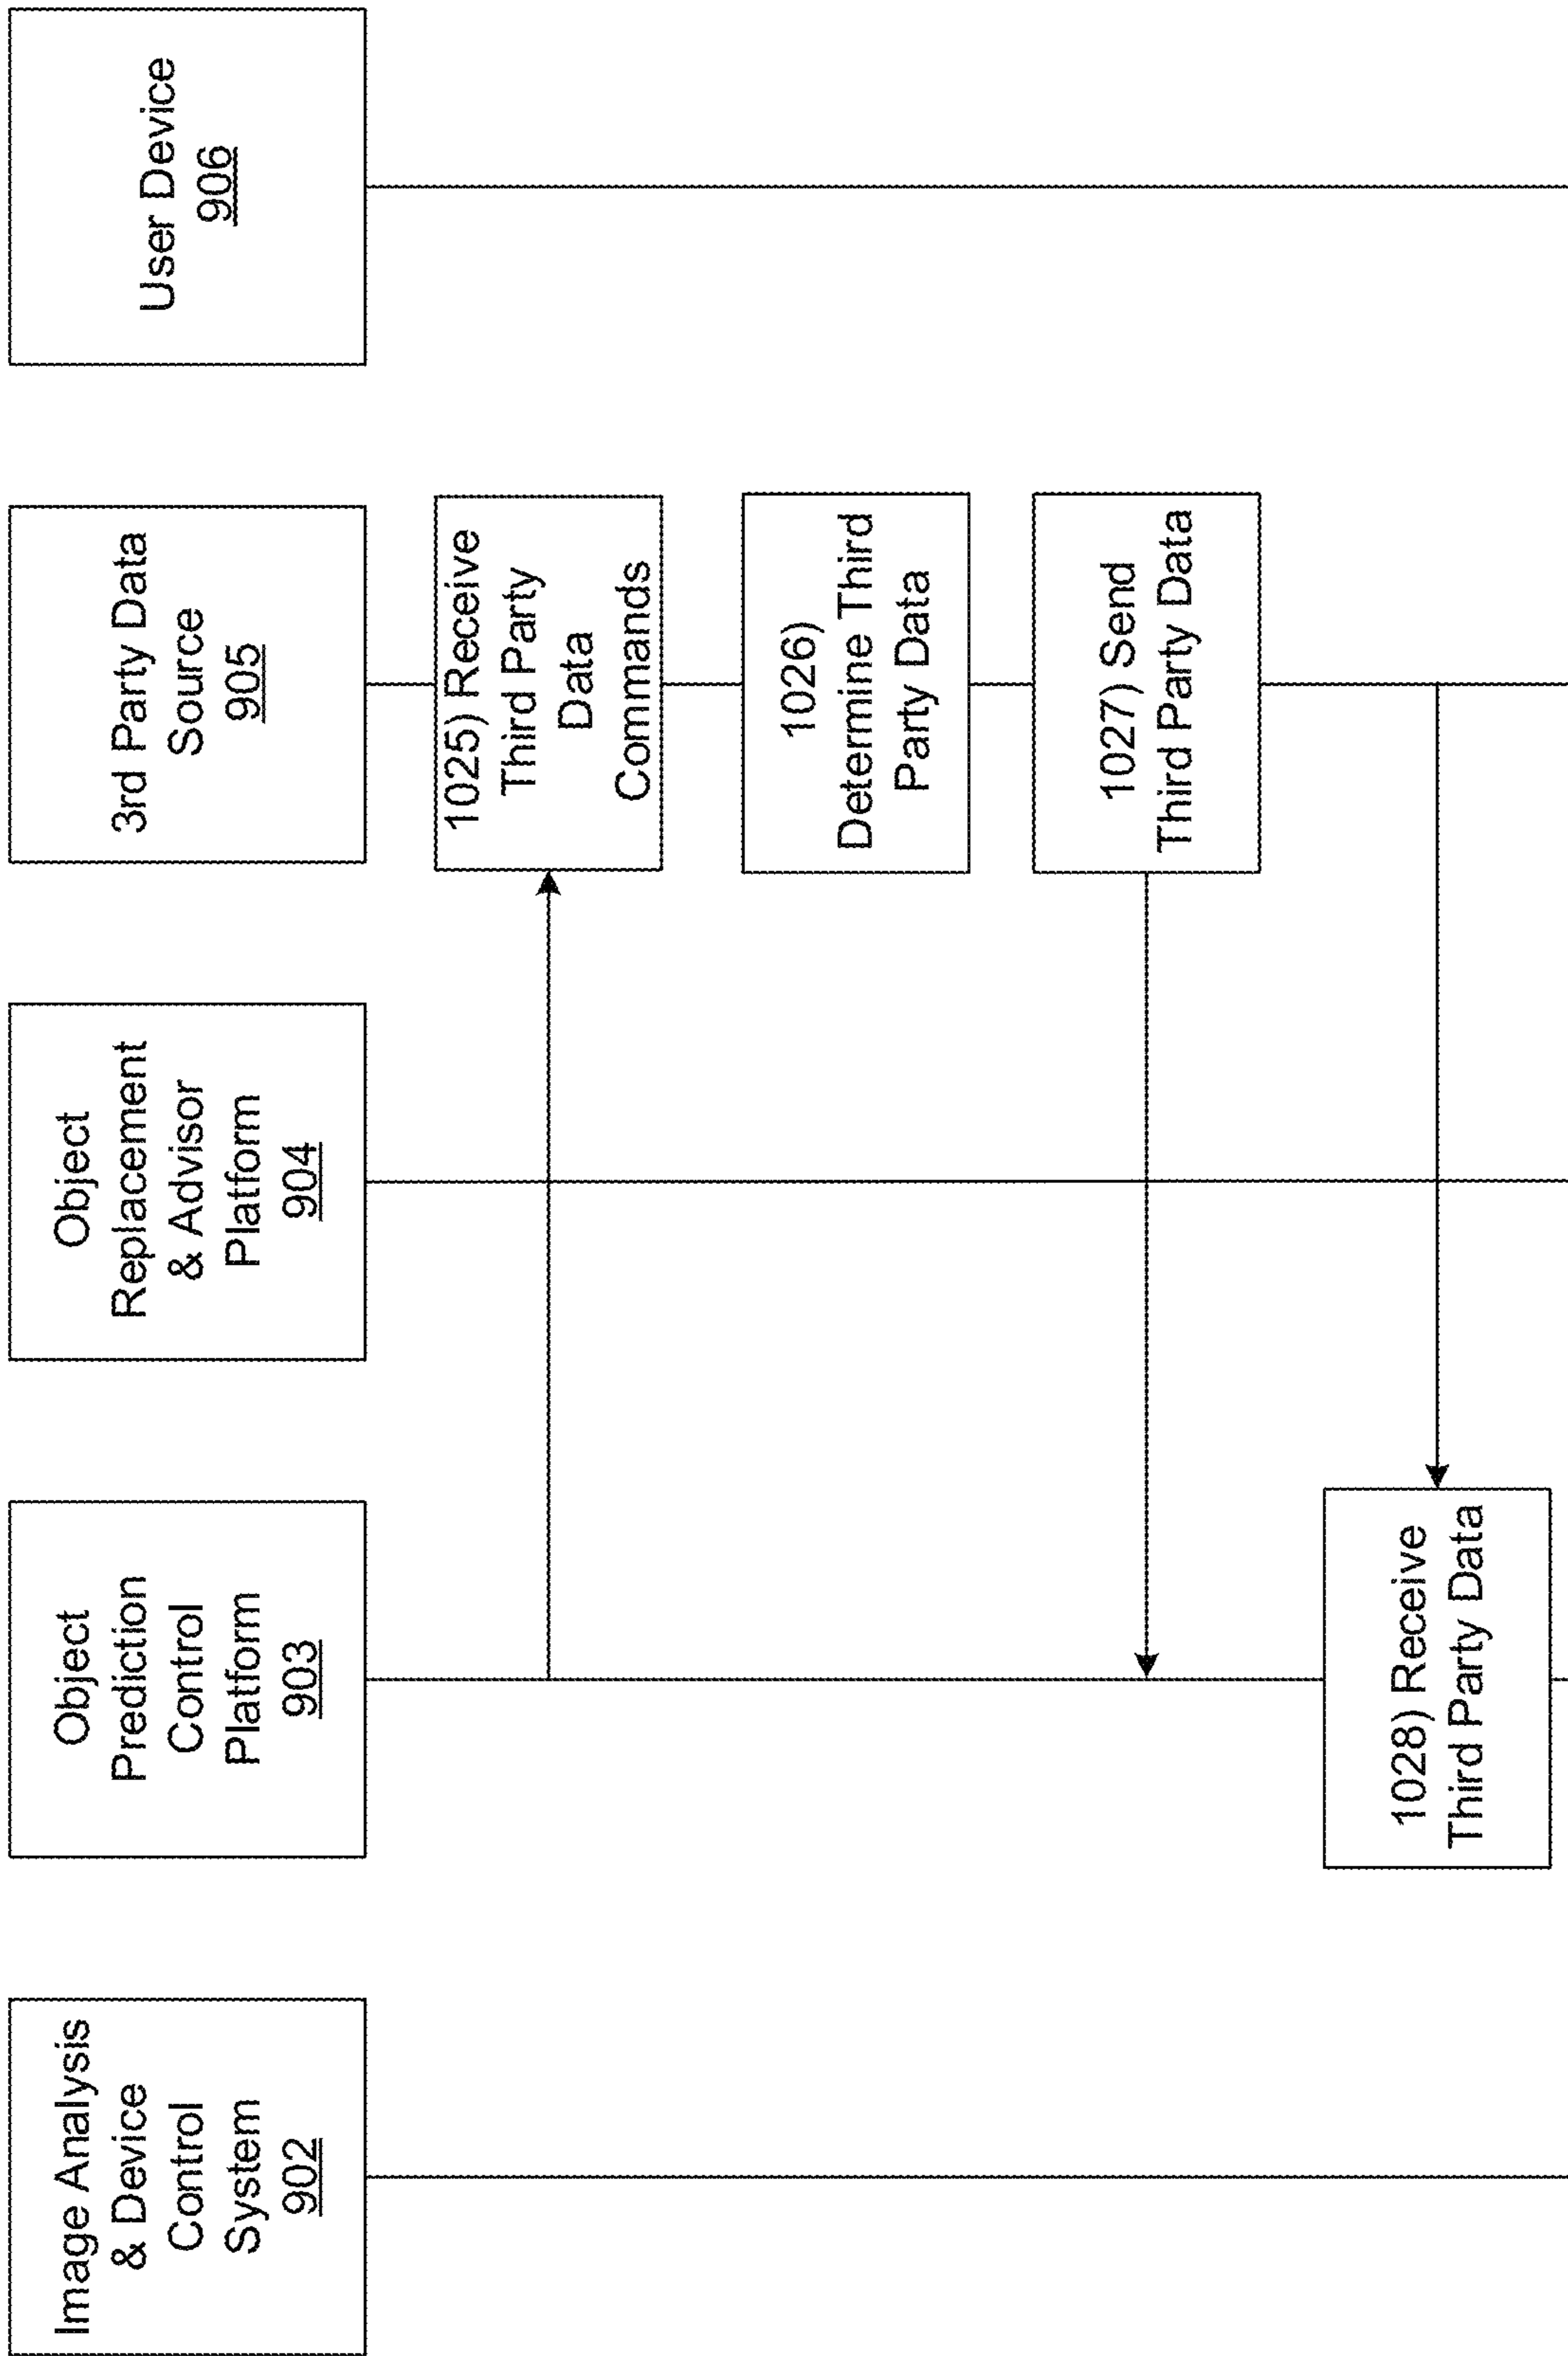 Image Analysis
& Device
Control
System
902
Object
Prediction
Control
Platform
903
Object
Replacement
& Advisor
Platform
904
3rd Party Data
Source
905
User Device
906
1025) Receive
Third Party
Data
Commands
1026)
Determine Third
Party Data
1027) Send
Third Party Data
1028) Receive
Third Party Data